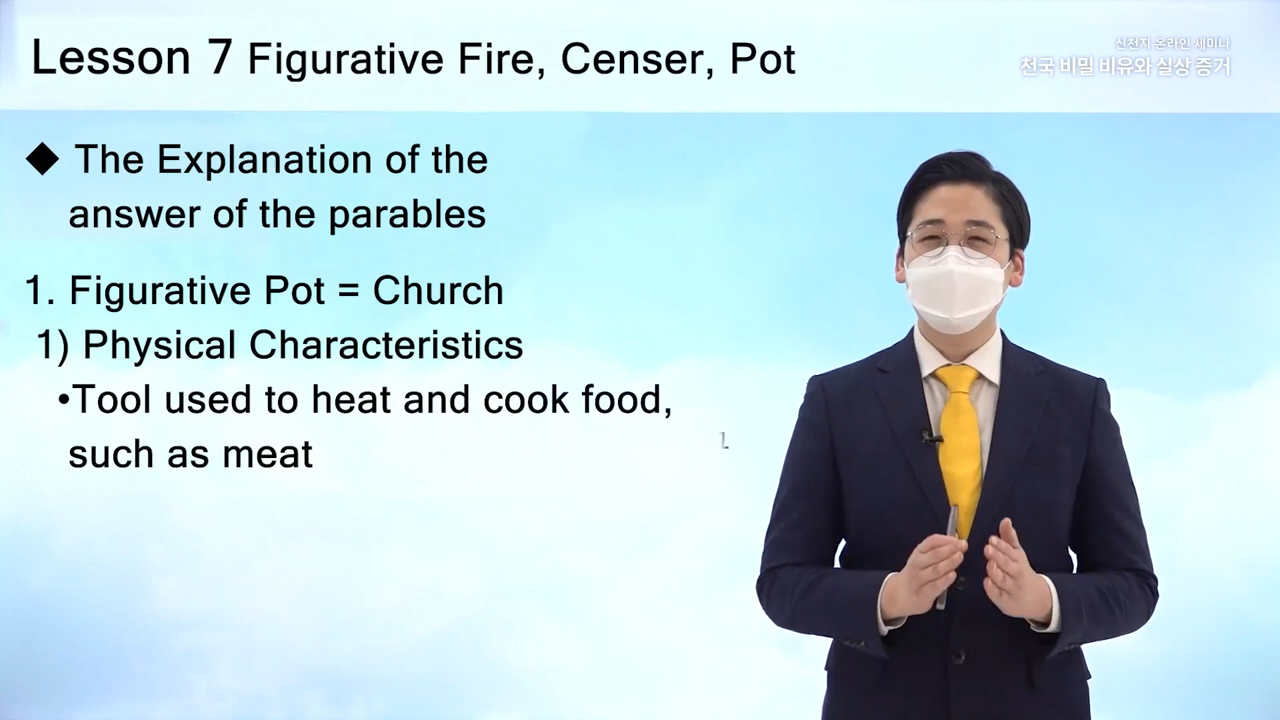 Lesson 7 Figurative Fire, Censer, Pot
신천지 온라인 세미나
천국 비밀 비유와 실상 증거
◆ The Explanation of the
answer of the parables
1. Figurative Pot = Church
1) Physical Characteristics
•Tool used to heat and cook food,
such as meat